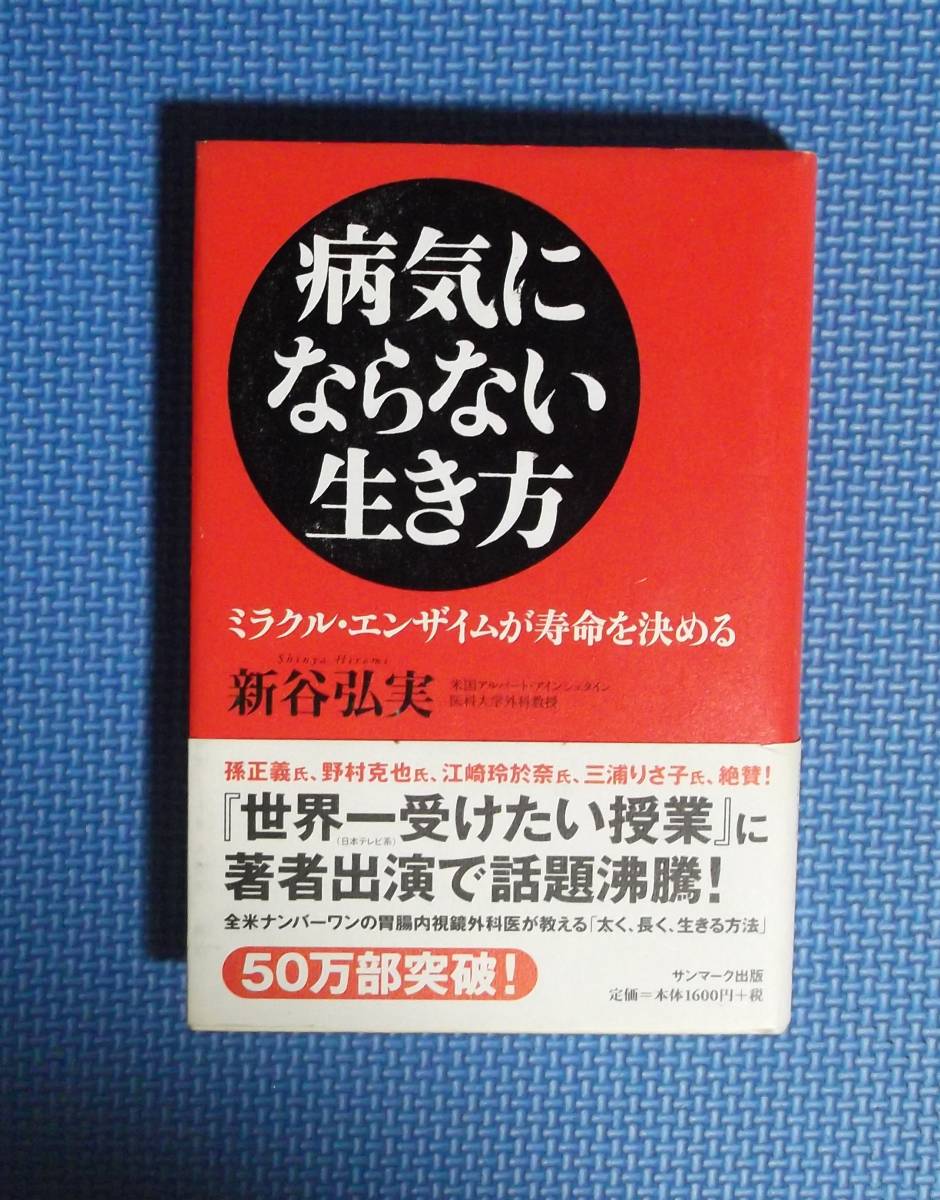 病気に
ならない
生き方
ミラクル・エンザイムが寿命を決める
Shinya Hiromi
新谷弘実
米国アルバート・アインシュタイン
医科大学外科教授
孫正義氏、野村克也氏、江崎玲於奈氏、三浦りさ子氏、絶賛！
『世界一受けたい授業』に
（日本テレビ系）
著者出演で話題沸騰！
全米ナンバーワンの胃腸内視鏡外科医が教える「太く、長く、生きる方法」
50万部突破！
サンマーク出版
定価＝本体1600円＋税